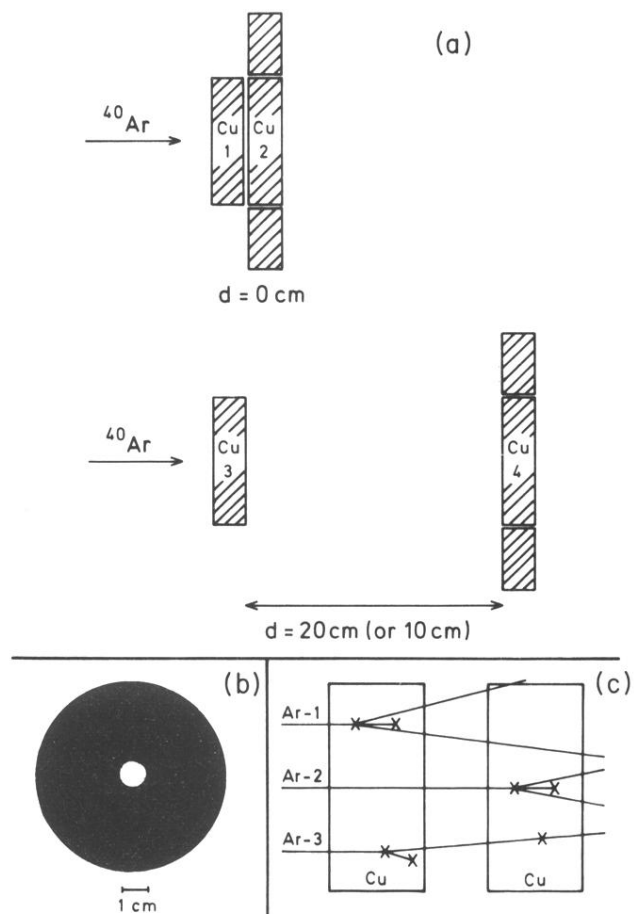 (a)
⁴⁰Ar
Cu
1
Cu
2
d = 0 cm
⁴⁰Ar
Cu
3
Cu
4
d = 20 cm (or 10 cm)
(b)
1 cm
(c)
Ar-1
Ar-2
Ar-3
Cu
Cu